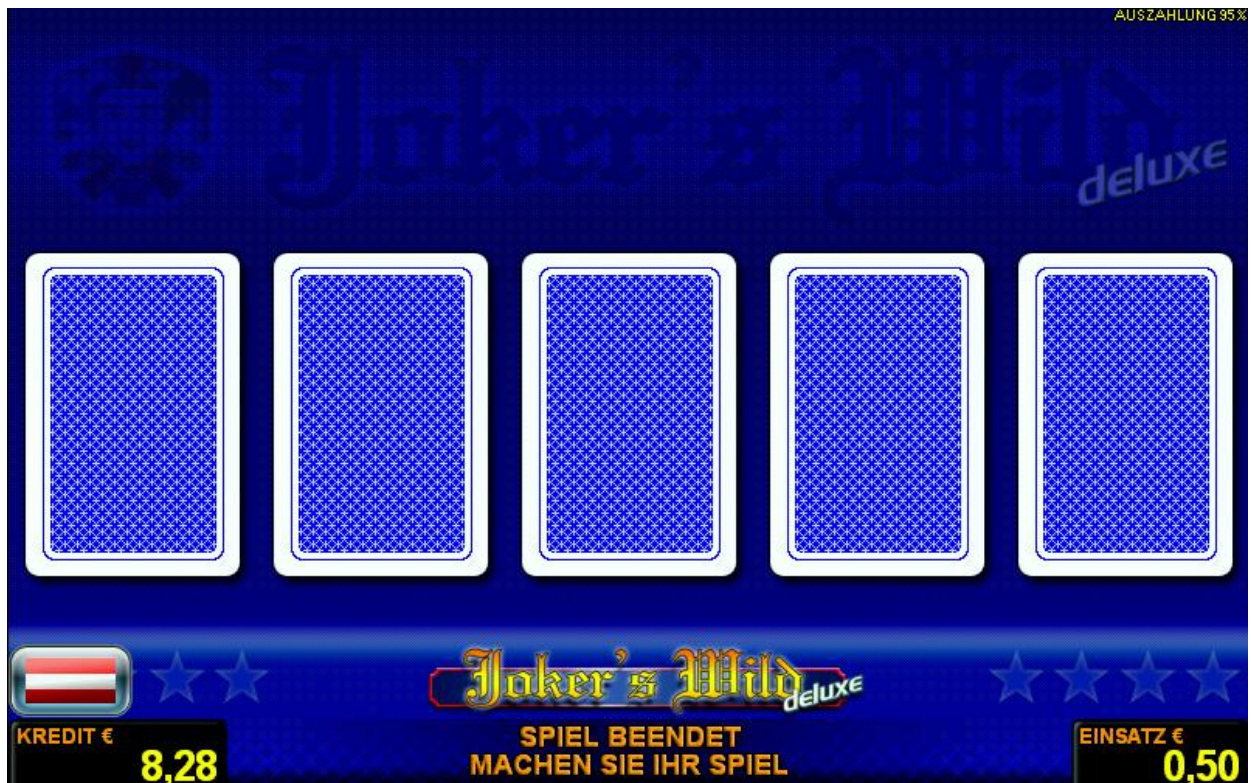 AUSZAHLUNG 95%
Joker's Wild
deluxe
Joker's Wild
deluxe
KREDIT €
8,28
SPIEL BEENDET
MACHEN SIE IHR SPIEL
EINSATZ €
0,50